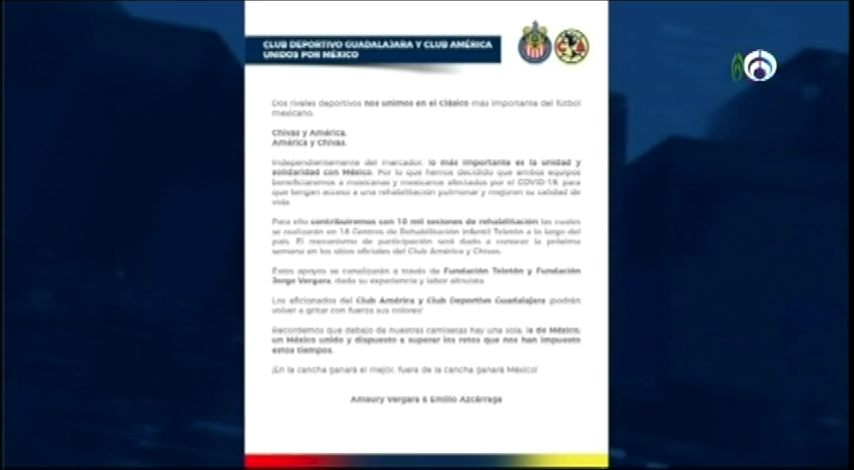 CLUB DEPORTIVO GUADALAJARA Y CLUB AMÉRICA
UNIDOS POR MÉXICO
Dos rivales deportivos nos unimos en el Clásico más importante del fútbol
mexicano.
Chivas y América.
América y Chivas.
Independientemente del marcador, lo más importante es la unidad y
solidaridad con México. Por lo que hemos decidido que ambos equipos
beneficiaremos a mexicanas y mexicanos afectados por el COVID-19 para
que tengan acceso a una rehabilitación pulmonar y mejoren su calidad de
vida.
Para ello contribuiremos con 10 mil sesiones de rehabilitación las cuales
se realizarán en 18 Centros de Rehabilitación Infantil Teletón a lo largo del
país. El mecanismo de participación será dado a conocer la próxima
semana en los sitios oficiales del Club América y Chivas.
Estos apoyos se canalizarán a través de Fundación Teletón y Fundación
Jorge Vergara, dada su experiencia y labor altruista.
Los aficionados del Club América y Club Deportivo Guadalajara ¡podrán
volver a gritar con fuerza sus colores!
Recordemos que debajo de nuestras camisetas hay una sola, la de México,
un México unido y dispuesto a superar los retos que nos han impuesto
estos tiempos.
¡En la cancha ganará el mejor, fuera de la cancha ganará México!
Amaury Vergara & Emilio Azcárraga